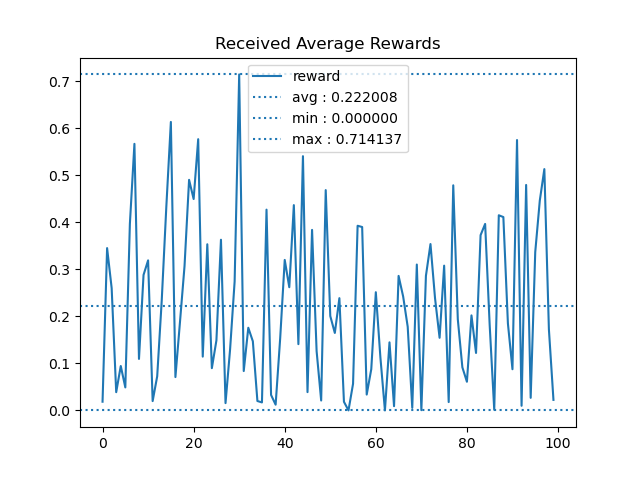 Received Average Rewards
reward
avg : 0.222008
min : 0.000000
max : 0.714137
0.7
0.6
0.5
0.4
0.3
0.2
0.1
0.0
0 20 40 60 80 100